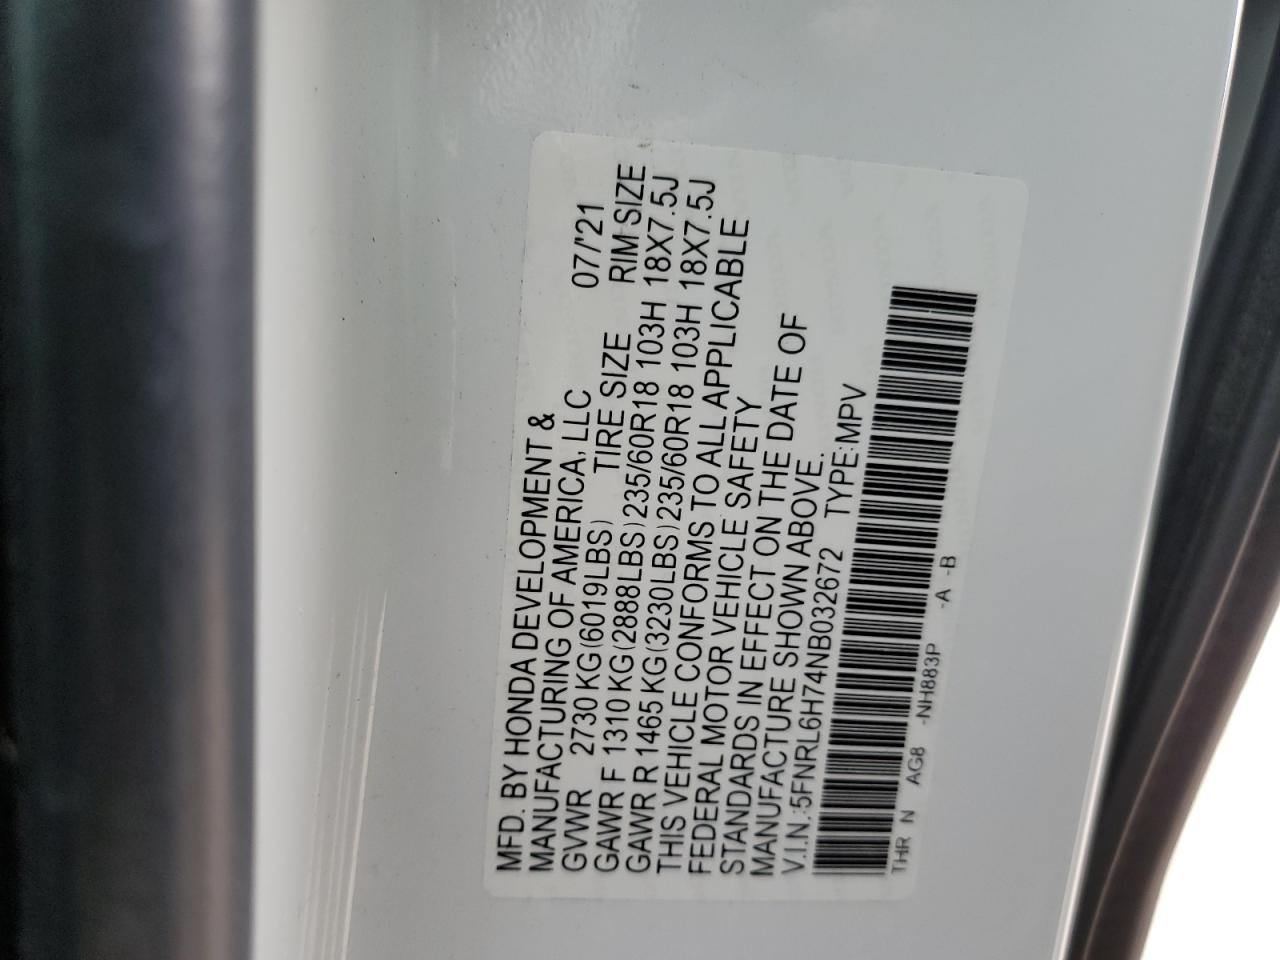 MFD. BY HONDA DEVELOPMENT &
MANUFACTURING OF AMERICA, LLC 07/'21
GVWR 2730 KG(6019LBS) TIRE SIZE RIM SIZE
GAWR F 1310 KG(2888LBS) 235/60R18 103H 18X7.5J
GAWR R 1465 KG(3230LBS) 235/60R18 103H 18X7.5J
THIS VEHICLE CONFORMS TO ALL APPLICABLE
FEDERAL MOTOR VEHICLE SAFETY
STANDARDS IN EFFECT ON THE DATE OF
MANUFACTURE SHOWN ABOVE.
V.I.N.:5FNRL6H74NB032672 TYPE:MPV
THR N AG8 -NH883P -A -B